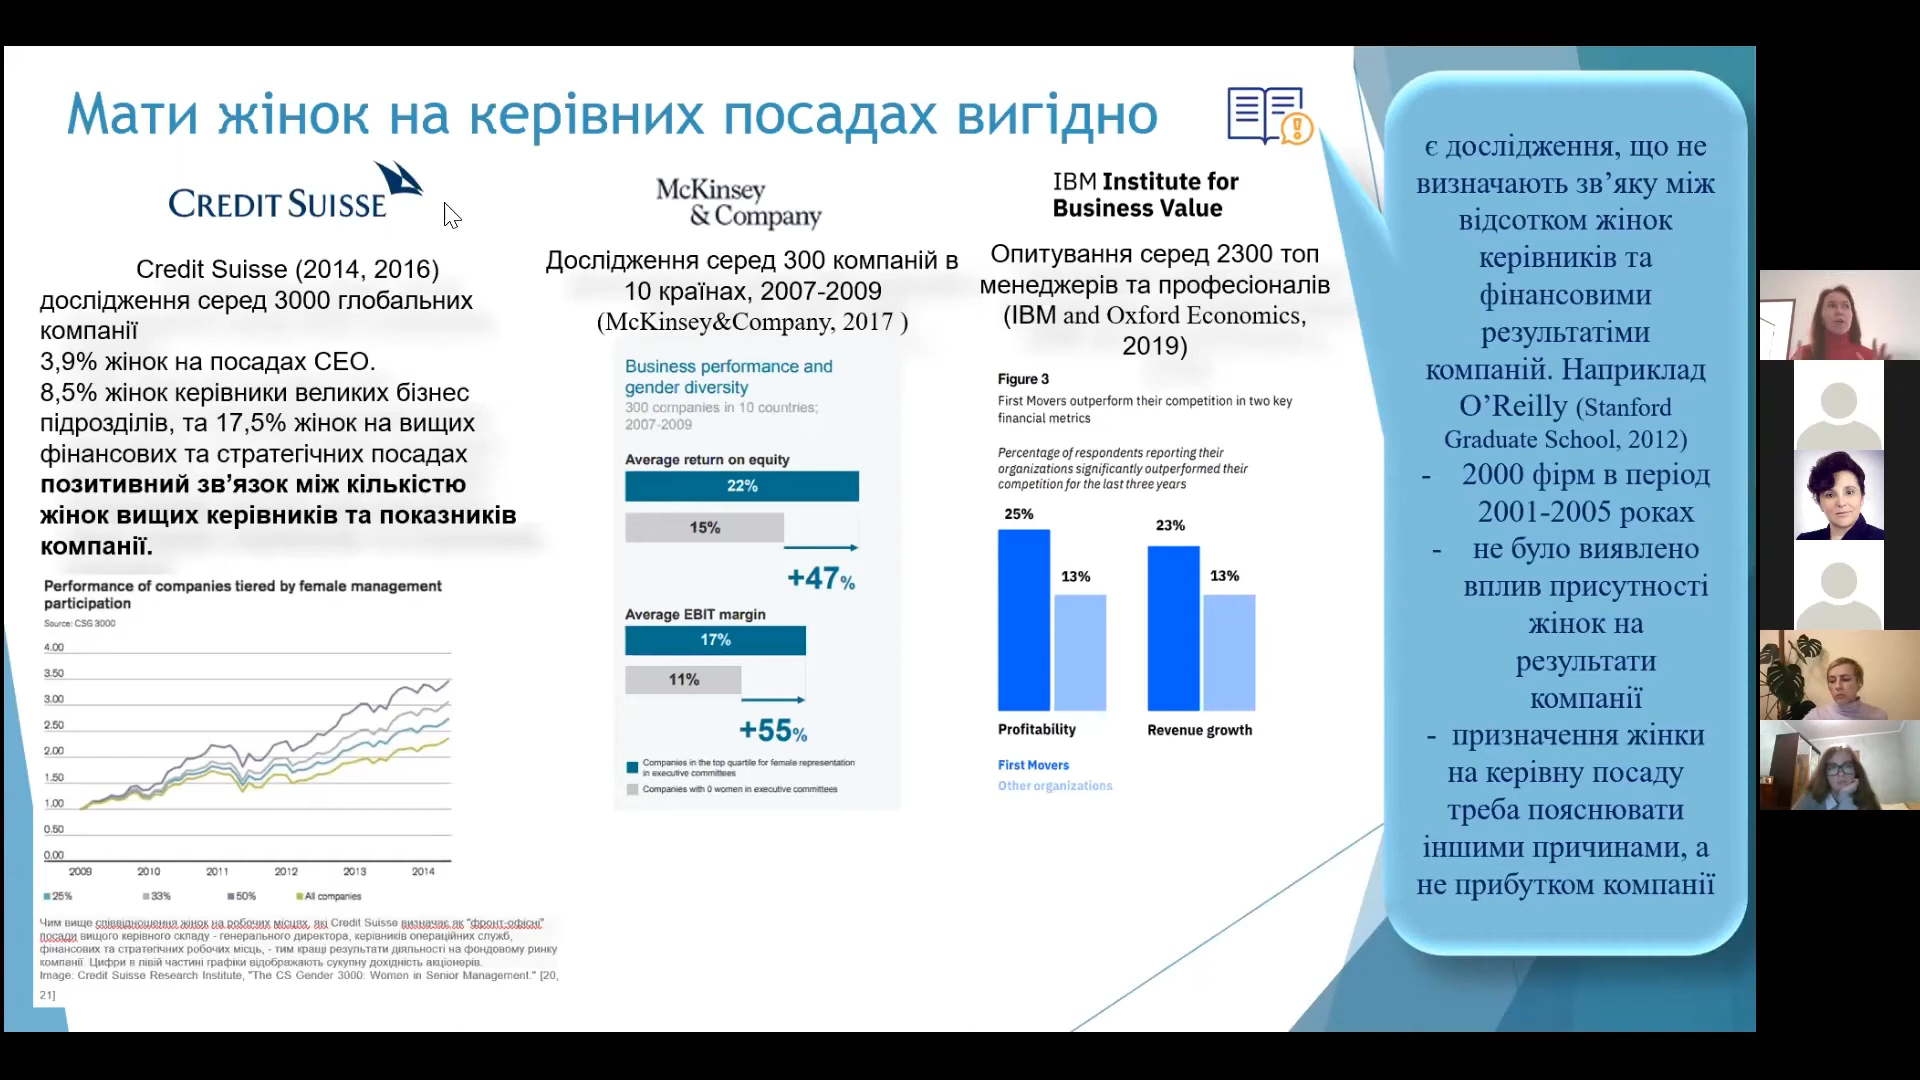 Мати жінок на керівних посадах вигідно
CREDIT SUISSE
Credit Suisse (2014, 2016)
дослідження серед 3000 глобальних
компанії
3,9% жінок на посадах CEO.
8,5% жінок керівники великих бізнес
підрозділів, та 17,5% жінок на вищих
фінансових та стратегічних посадах
позитивний зв’язок між кількістю
жінок вищих керівників та показників
компанії.
Performance of companies tiered by female management
participation
Source: CSG 3000
4.00
3.50
3.00
2.50
2.00
1.50
1.00
0.50
0.00
2009 2010 2011 2012 2013 2014
25% 33% 50% All companies
Чим вище співвідношення жінок на робочих місцях, які Credit Suisse визначає як "фронт-офісні"
посади вищого керівного складу - генерального директора, керівників операційних служб,
фінансових та стратегічних робочих місць, - тим кращі результати діяльності на фондовому ринку
компанії. Цифри в лівій частині графіки відображають сукупну дохідність акціонерів.
Image: Credit Suisse Research Institute, "The CS Gender 3000: Women in Senior Management." [20,
21]
McKinsey
& Company
Дослідження серед 300 компаній в
10 країнах, 2007-2009
(McKinsey&Company, 2017 )
Business performance and
gender diversity
300 companies in 10 countries;
2007-2009
Average return on equity
22%
15%
+47%
Average EBIT margin
17%
11%
+55%
Companies in the top quartile for female representation
in executive committees
Companies with 0 women in executive committees
IBM Institute for
Business Value
Опитування серед 2300 топ
менеджерів та професіоналів
(IBM and Oxford Economics,
2019)
Figure 3
First Movers outperform their competition in two key
financial metrics
Percentage of respondents reporting their
organizations significantly outperformed their
competition for the last three years
25%
13%
23%
13%
Profitability
Revenue growth
First Movers
Other organizations
є дослідження, що не
визначають зв’яку між
відсотком жінок
керівників та
фінансовими
результатіми
компаній. Наприклад
O’Reilly (Stanford
Graduate School, 2012)
- 2000 фірм в період
2001-2005 роках
- не було виявлено
вплив присутності
жінок на
результати
компанії
- призначення жінки
на керівну посаду
треба пояснювати
іншими причинами, а
не прибутком компанії